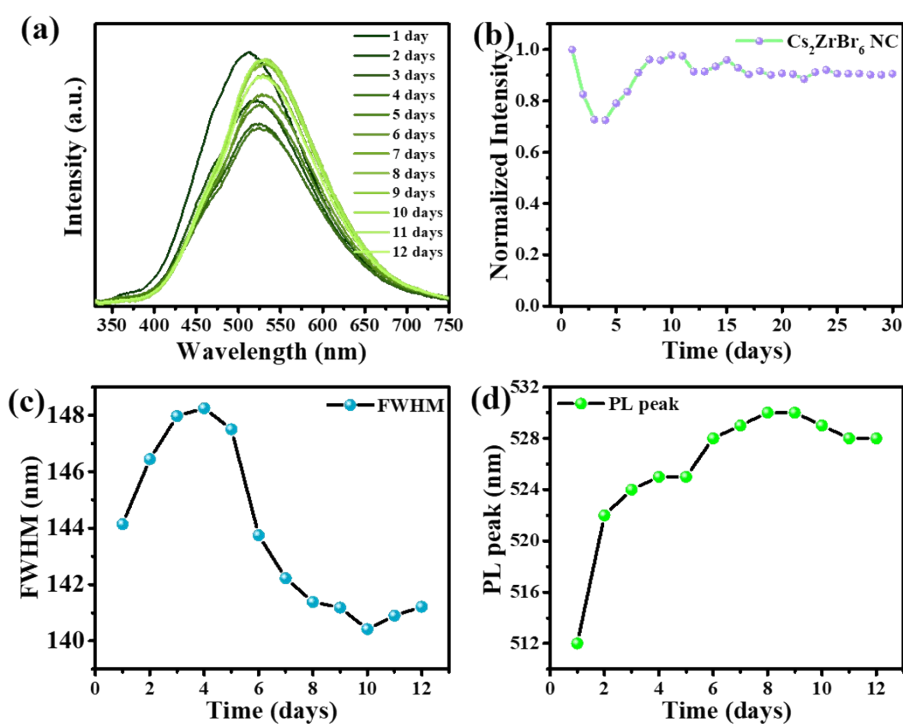 (a)
1 day
2 days
3 days
4 days
5 days
6 days
7 days
8 days
9 days
10 days
11 days
12 days
Intensity (a.u.)
350 400 450 500 550 600 650 700 750
Wavelength (nm)
(b)
Cs₂ZrBr₆ NC
Normalized Intensity
1.0
0.8
0.6
0.4
0.2
0.0
0 5 10 15 20 25 30
Time (days)
(c)
FWHM
FWHM (nm)
148
146
144
142
140
0 2 4 6 8 10 12
Time (days)
(d)
PL peak
PL peak (nm)
532
528
524
520
516
512
0 2 4 6 8 10 12
Time (days)